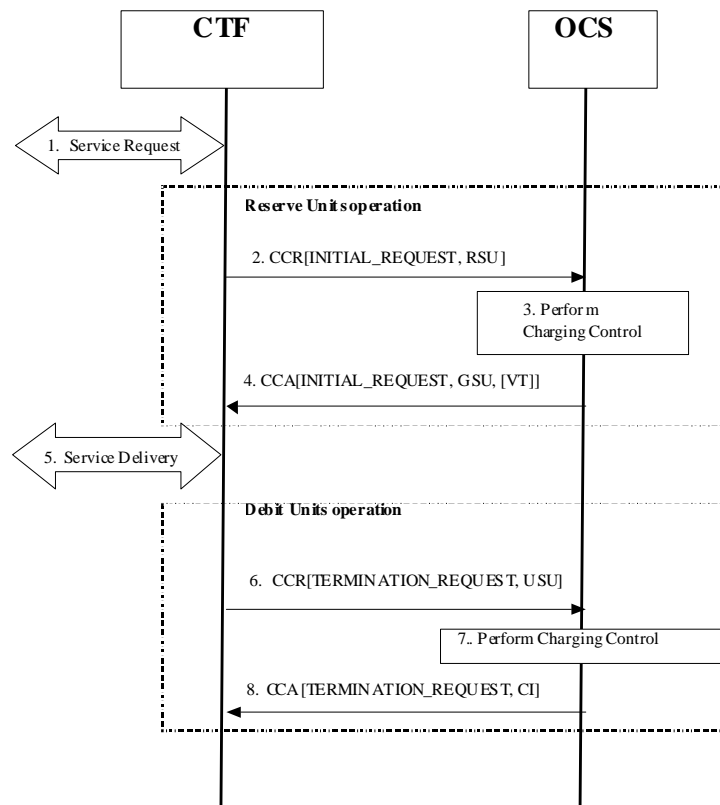 CTF
OCS
1. Service Request
Reserve Units operation
2. CCR[INITIAL_REQUEST, RSU]
3. Perform
Charging Control
4. CCA[INITIAL_REQUEST, GSU, [VT]]
5. Service Delivery
Debit Units operation
6. CCR[TERMINATION_REQUEST, USU]
7.. Perform Charging Control
8. CCA[TERMINATION_REQUEST, CI]